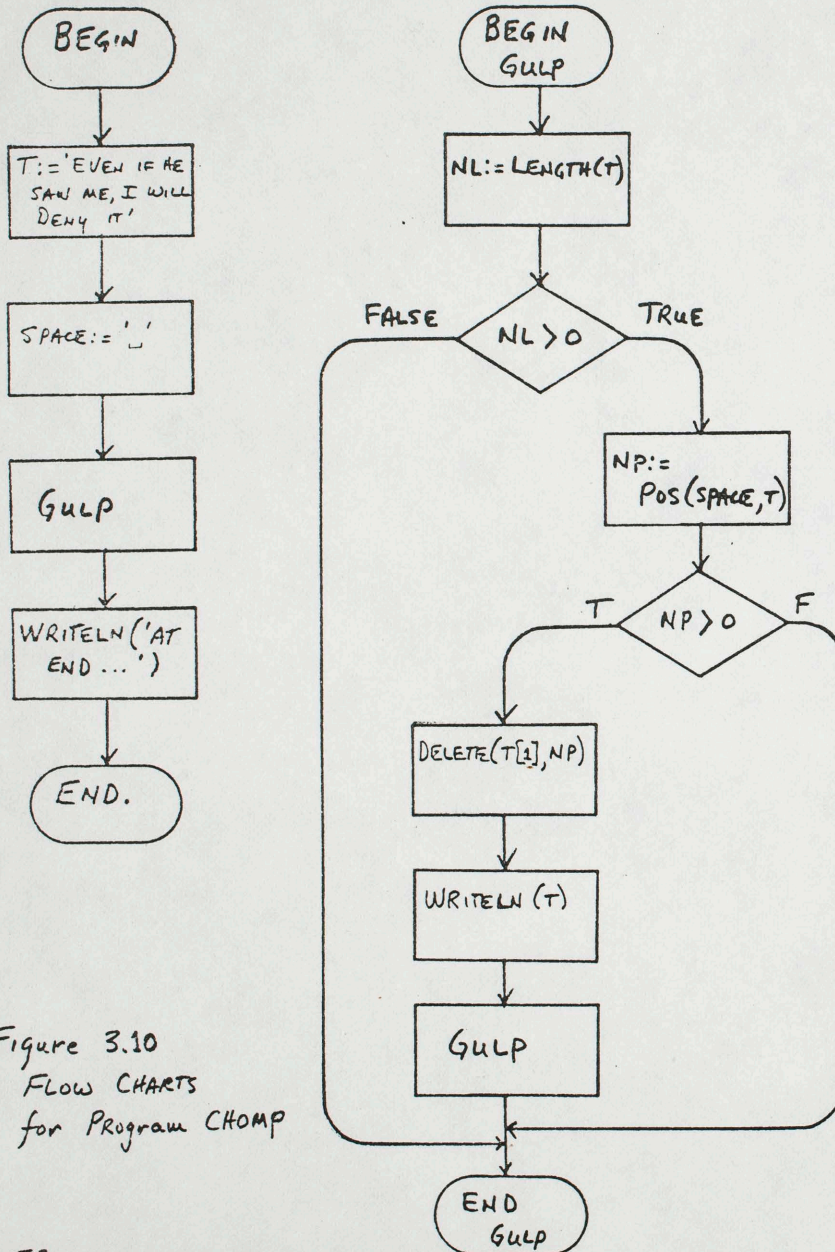 BEGIN
T:='EVEN IF HE
SAW ME, I WILL
DENY IT'
SPACE:= '␣'
GULP
WRITELN('AT
END ...')
END.
BEGIN
GULP
NL:= LENGTH(T)
FALSE
NL > 0
TRUE
NP:=
POS(SPACE,T)
T
NP > 0
F
DELETE(T[1],NP)
WRITELN (T)
GULP
END
GULP
Figure 3.10
FLOW CHARTS
for PRogram CHOMP